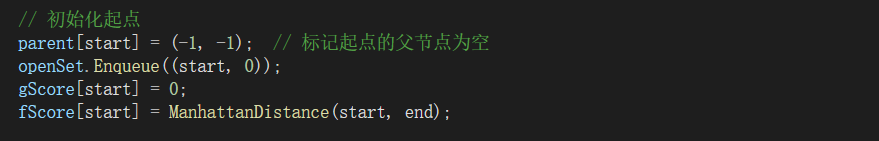 // 初始化起点
parent[start] = (-1, -1);  // 标记起点的父节点为空
openSet.Enqueue((start, 0));
gScore[start] = 0;
fScore[start] = ManhattanDistance(start, end);